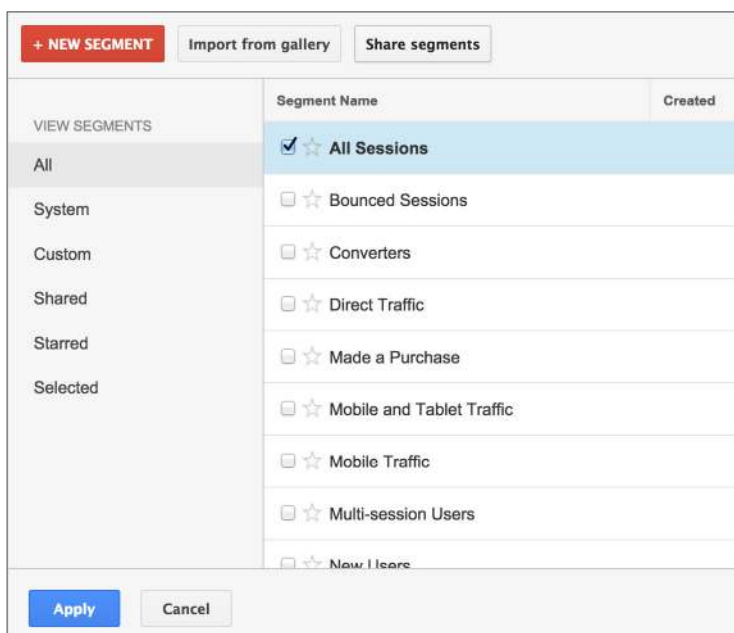 + NEW SEGMENT Import from gallery Share segments
Segment Name Created
VIEW SEGMENTS
All
System
Custom
Shared
Starred
Selected
All Sessions
Bounced Sessions
Converters
Direct Traffic
Made a Purchase
Mobile and Tablet Traffic
Mobile Traffic
Multi-session Users
New Users
Apply Cancel